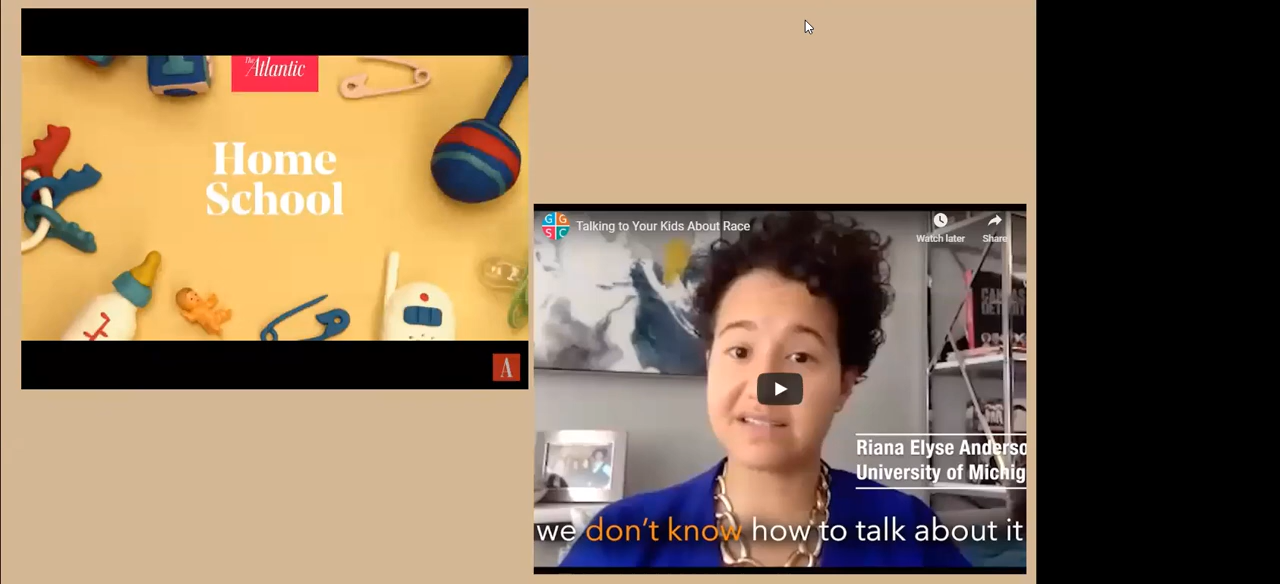 The
Atlantic
Home
School
A
G G
S C
Talking to Your Kids About Race
Watch later
Share
Riana Elyse Anderso
University of Michig
we don't know how to talk about it